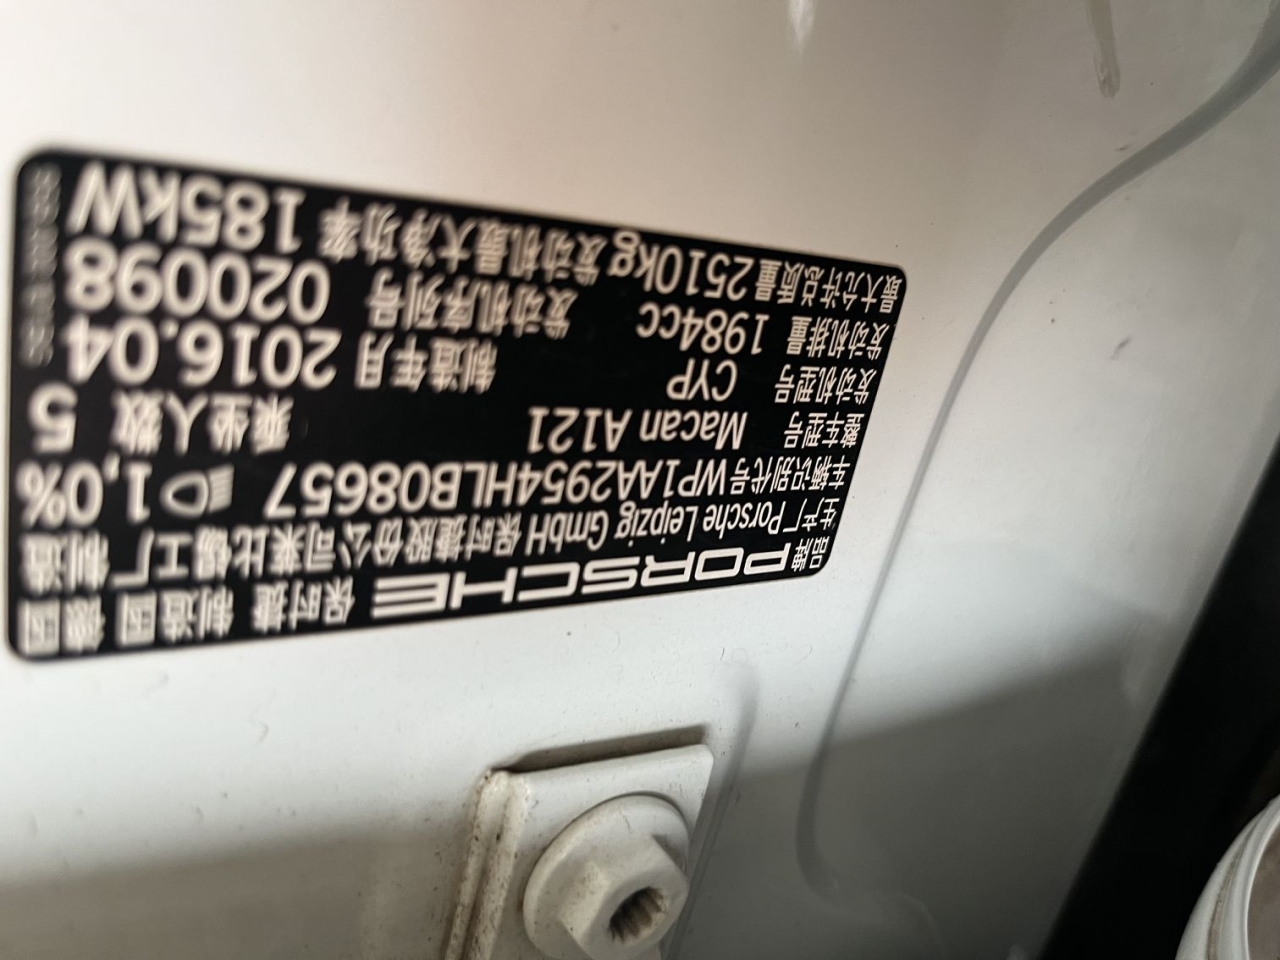 品牌 PORSCHE 保时捷 制造国 德国
生产厂 Porsche Leipzig GmbH 保时捷股份公司莱比锡工厂 制造
车辆识别代号 WP1AA2954HLB08657 1,0%
整车型号 Macan A121 乘坐人数 5
发动机型号 CYP 制造年月 2016.04
发动机排量 1984cc 发动机序列号 020098
最大允许总质量 2510kg 发动机最大净功率 185kW